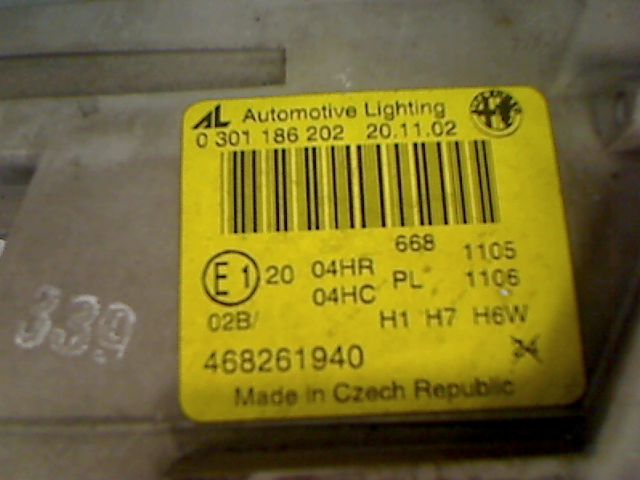 AL Automotive Lighting
0 301 186 202 20.11.02
668
E1 20 04HR PL 1105
04HC 1106
02B/ H1 H7 H6W
468261940
Made in Czech Republic
339